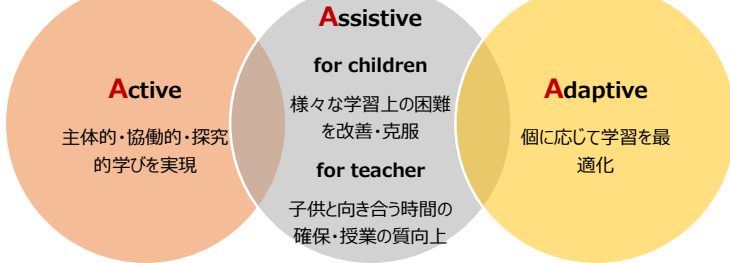 Active
主体的・協働的・探究
的学びを実現
Assistive
for children
様々な学習上の困難
を改善・克服
for teacher
子供と向き合う時間の
確保・授業の質向上
Adaptive
個に応じて学習を最
適化